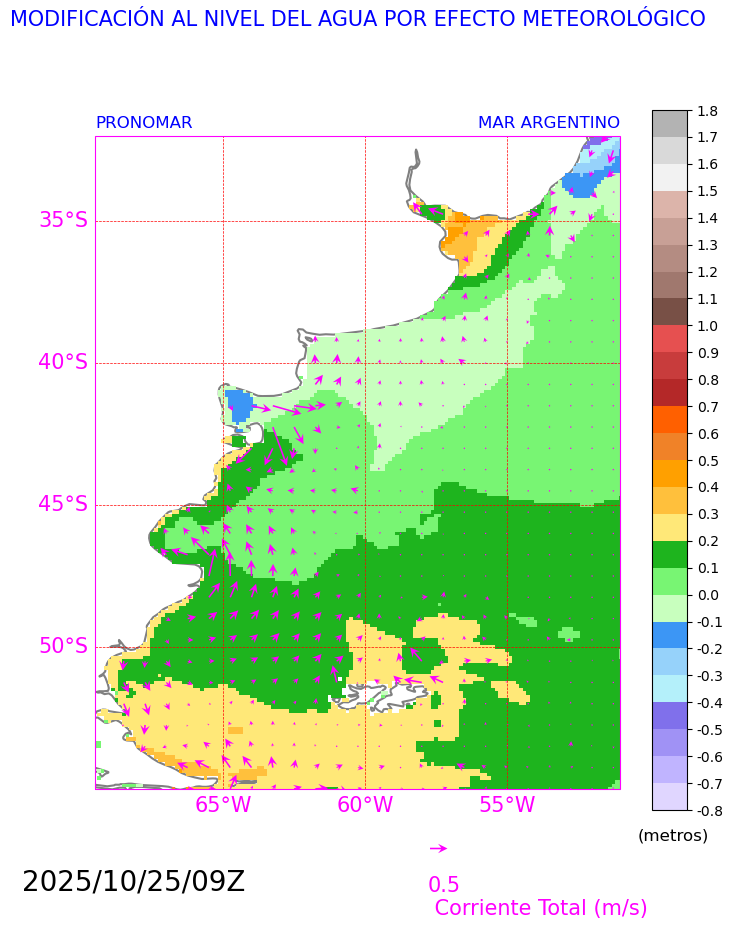 MODIFICACIÓN AL NIVEL DEL AGUA POR EFECTO METEOROLÓGICO
PRONOMAR MAR ARGENTINO
35°S
40°S
45°S
50°S
65°W 60°W 55°W
1.8
1.7
1.6
1.5
1.4
1.3
1.2
1.1
1.0
0.9
0.8
0.7
0.6
0.5
0.4
0.3
0.2
0.1
0.0
-0.1
-0.2
-0.3
-0.4
-0.5
-0.6
-0.7
-0.8
(metros)
2025/10/25/09Z
0.5
Corriente Total (m/s)